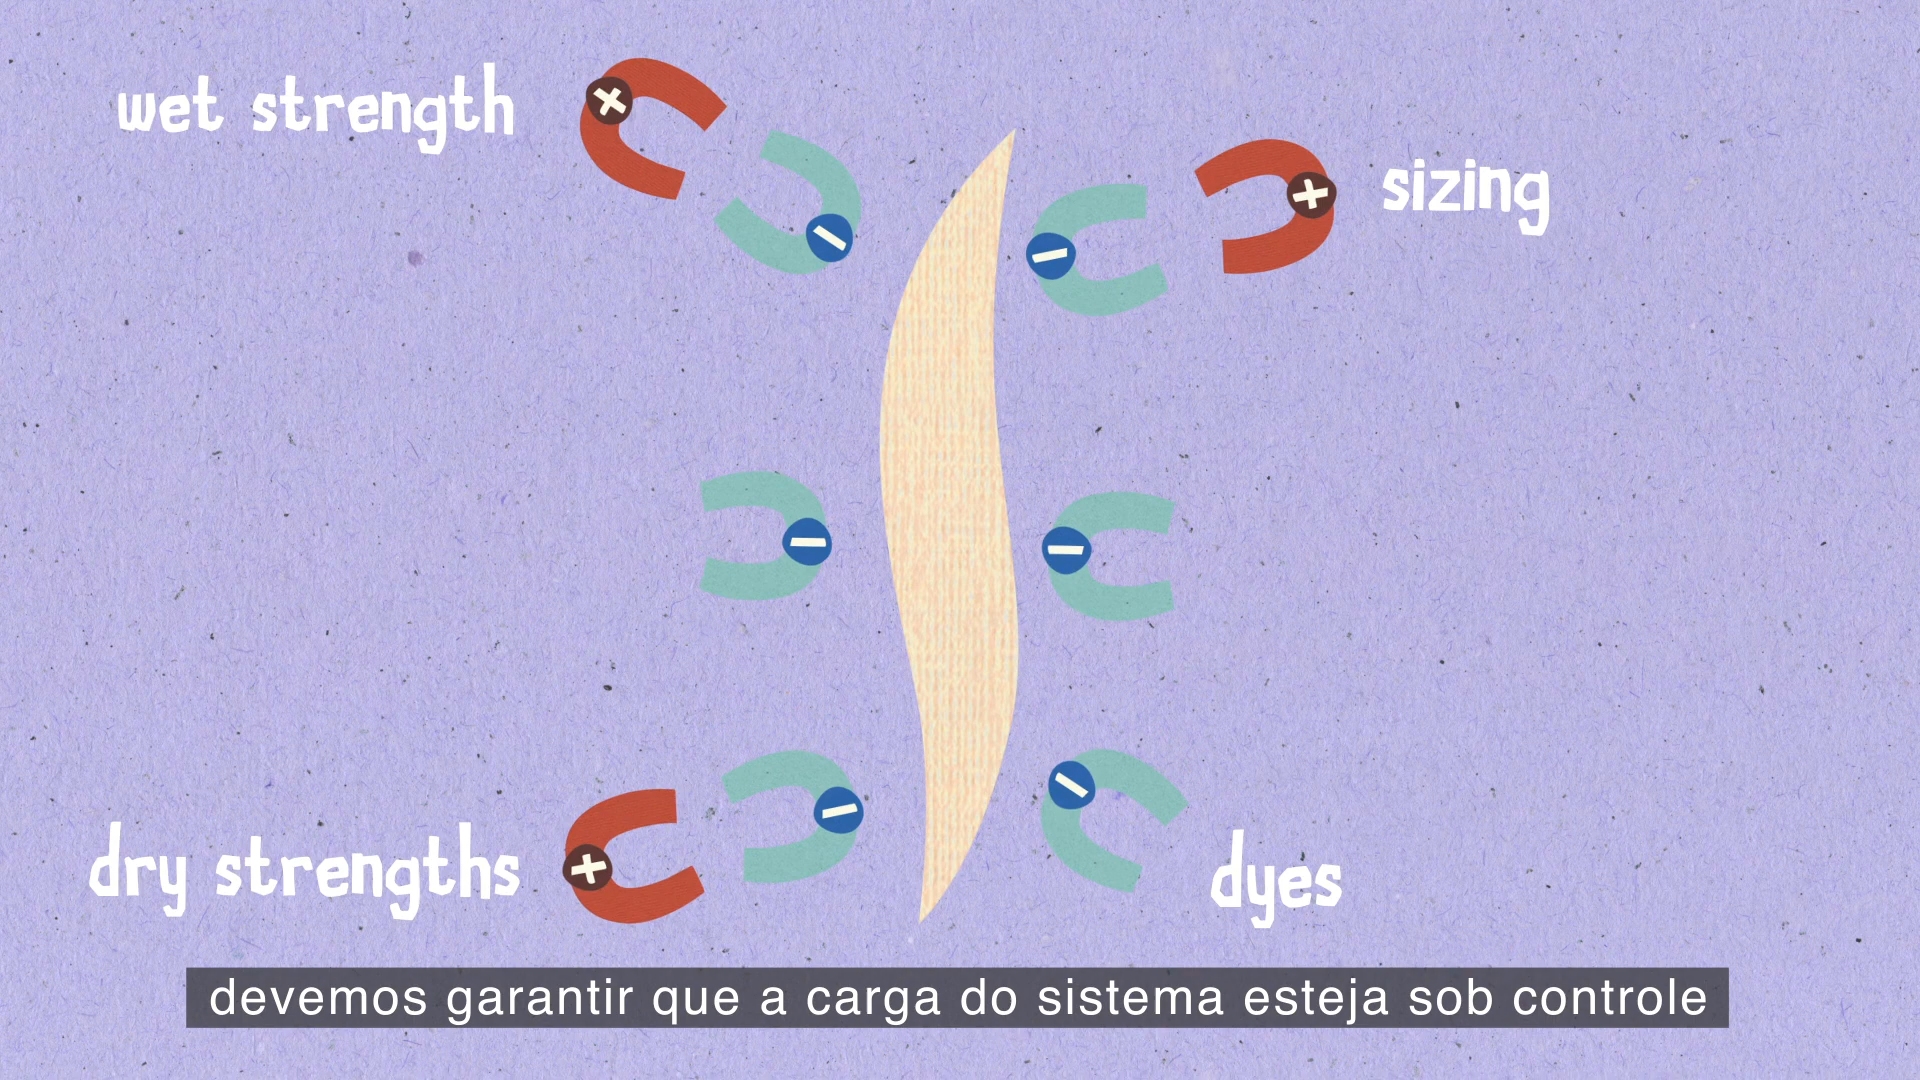 wet strength
sizing
dry strengths
dyes
devemos garantir que a carga do sistema esteja sob controle